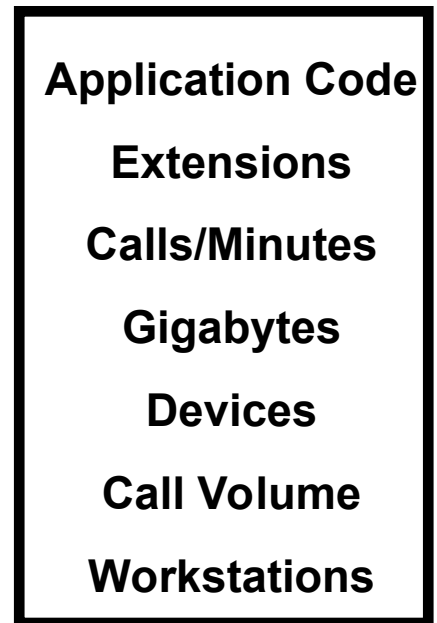 Application Code
Extensions
Calls/Minutes
Gigabytes
Devices
Call Volume
Workstations